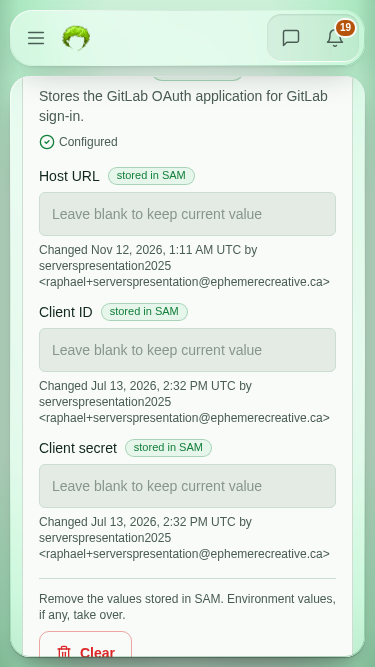 19
Stores the GitLab OAuth application for GitLab
sign-in.
Configured
Host URL stored in SAM
Leave blank to keep current value
Changed Nov 12, 2026, 1:11 AM UTC by
serverspresentation2025
<raphael+serverspresentation@ephemerecreative.ca>
Client ID stored in SAM
Leave blank to keep current value
Changed Jul 13, 2026, 2:32 PM UTC by
serverspresentation2025
<raphael+serverspresentation@ephemerecreative.ca>
Client secret stored in SAM
Leave blank to keep current value
Changed Jul 13, 2026, 2:32 PM UTC by
serverspresentation2025
<raphael+serverspresentation@ephemerecreative.ca>
Remove the values stored in SAM. Environment values,
if any, take over.
Clear